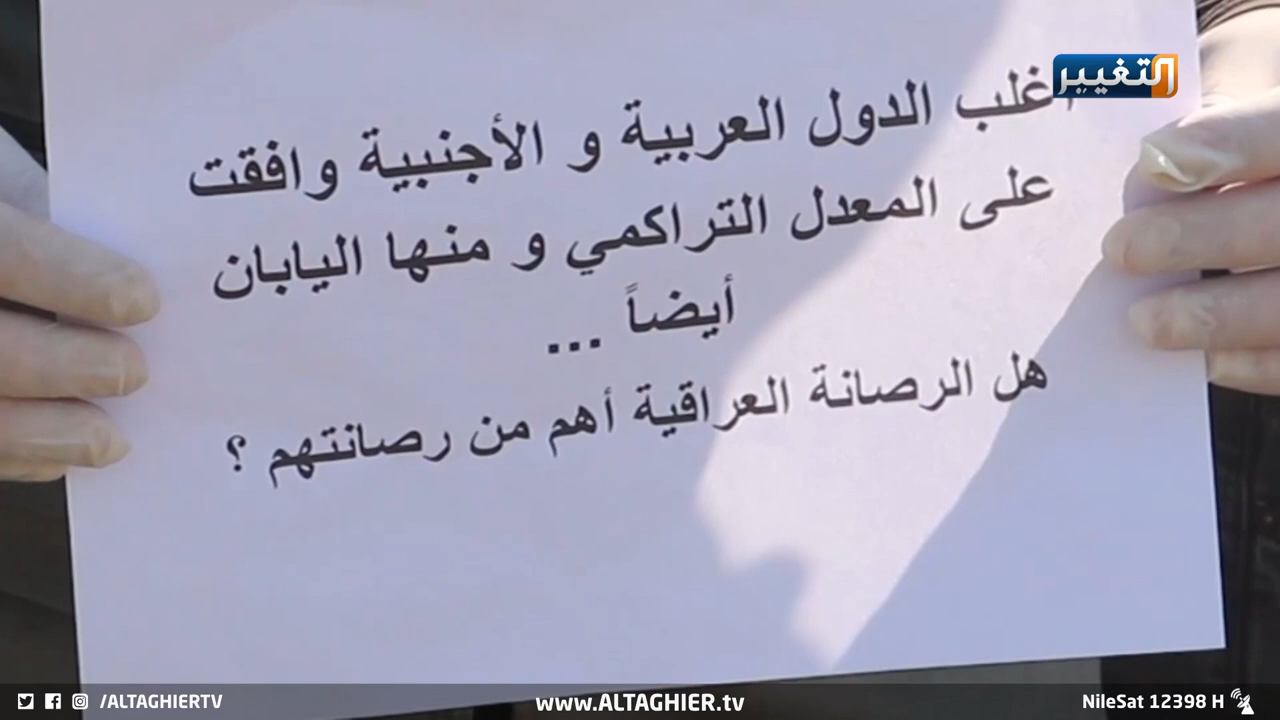 التغيير
أغلب الدول العربية و الأجنبية وافقت
على المعدل التراكمي و منها اليابان
أيضاً ...
هل الرصانة العراقية أهم من رصانتهم ؟
/ALTAGHIERTV
www.ALTAGHIER.tv
NileSat 12398 H